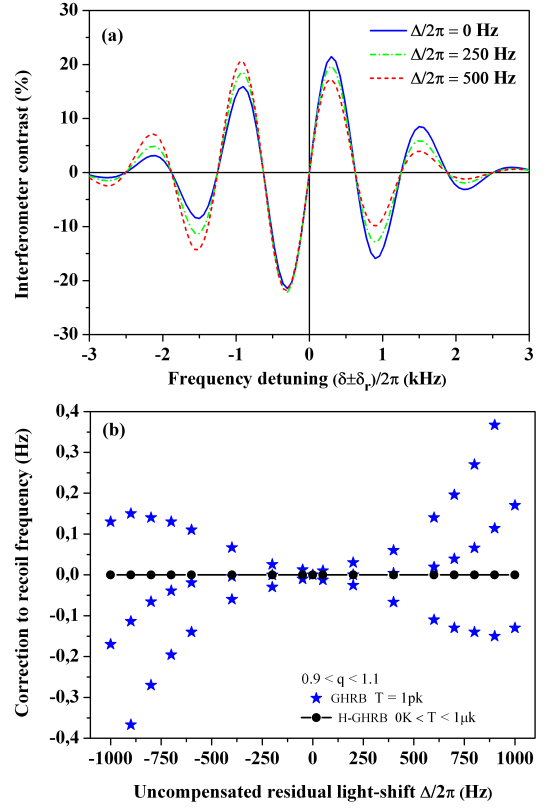 (a)
Δ/2π = 0 Hz
Δ/2π = 250 Hz
Δ/2π = 500 Hz
Interferometer contrast (%)
30
20
10
0
-10
-20
-30
-3 -2 -1 0 1 2 3
Frequency detuning (δ±δr)/2π (kHz)
(b)
Correction to recoil frequency (Hz)
0,4
0,3
0,2
0,1
0,0
-0,1
-0,2
-0,3
-0,4
0.9 < q < 1.1
GHRB T = 1pk
H-GHRB 0K < T < 1μk
-1000 -750 -500 -250 0 250 500 750 1000
Uncompensated residual light-shift Δ/2π (Hz)